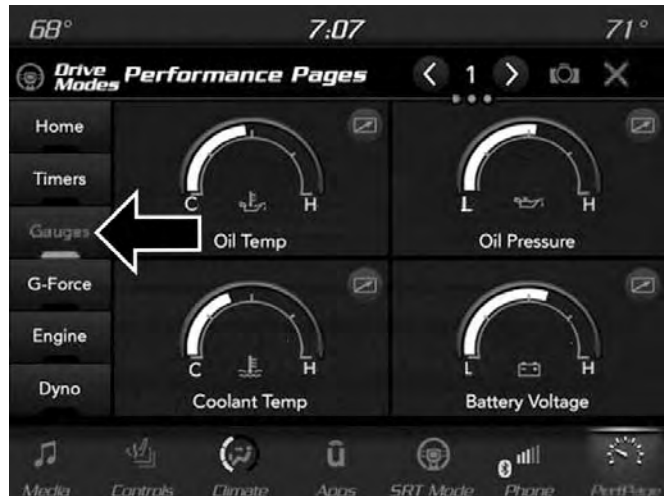 68° 7:07 71°
Drive Modes Performance Pages 1
Home
Timers
Gauges
G-Force
Engine
Dyno
C H
Oil Temp
L H
Oil Pressure
C H
Coolant Temp
L H
Battery Voltage
Media Controls Climate Apps SRT Mode Phone PerfPages